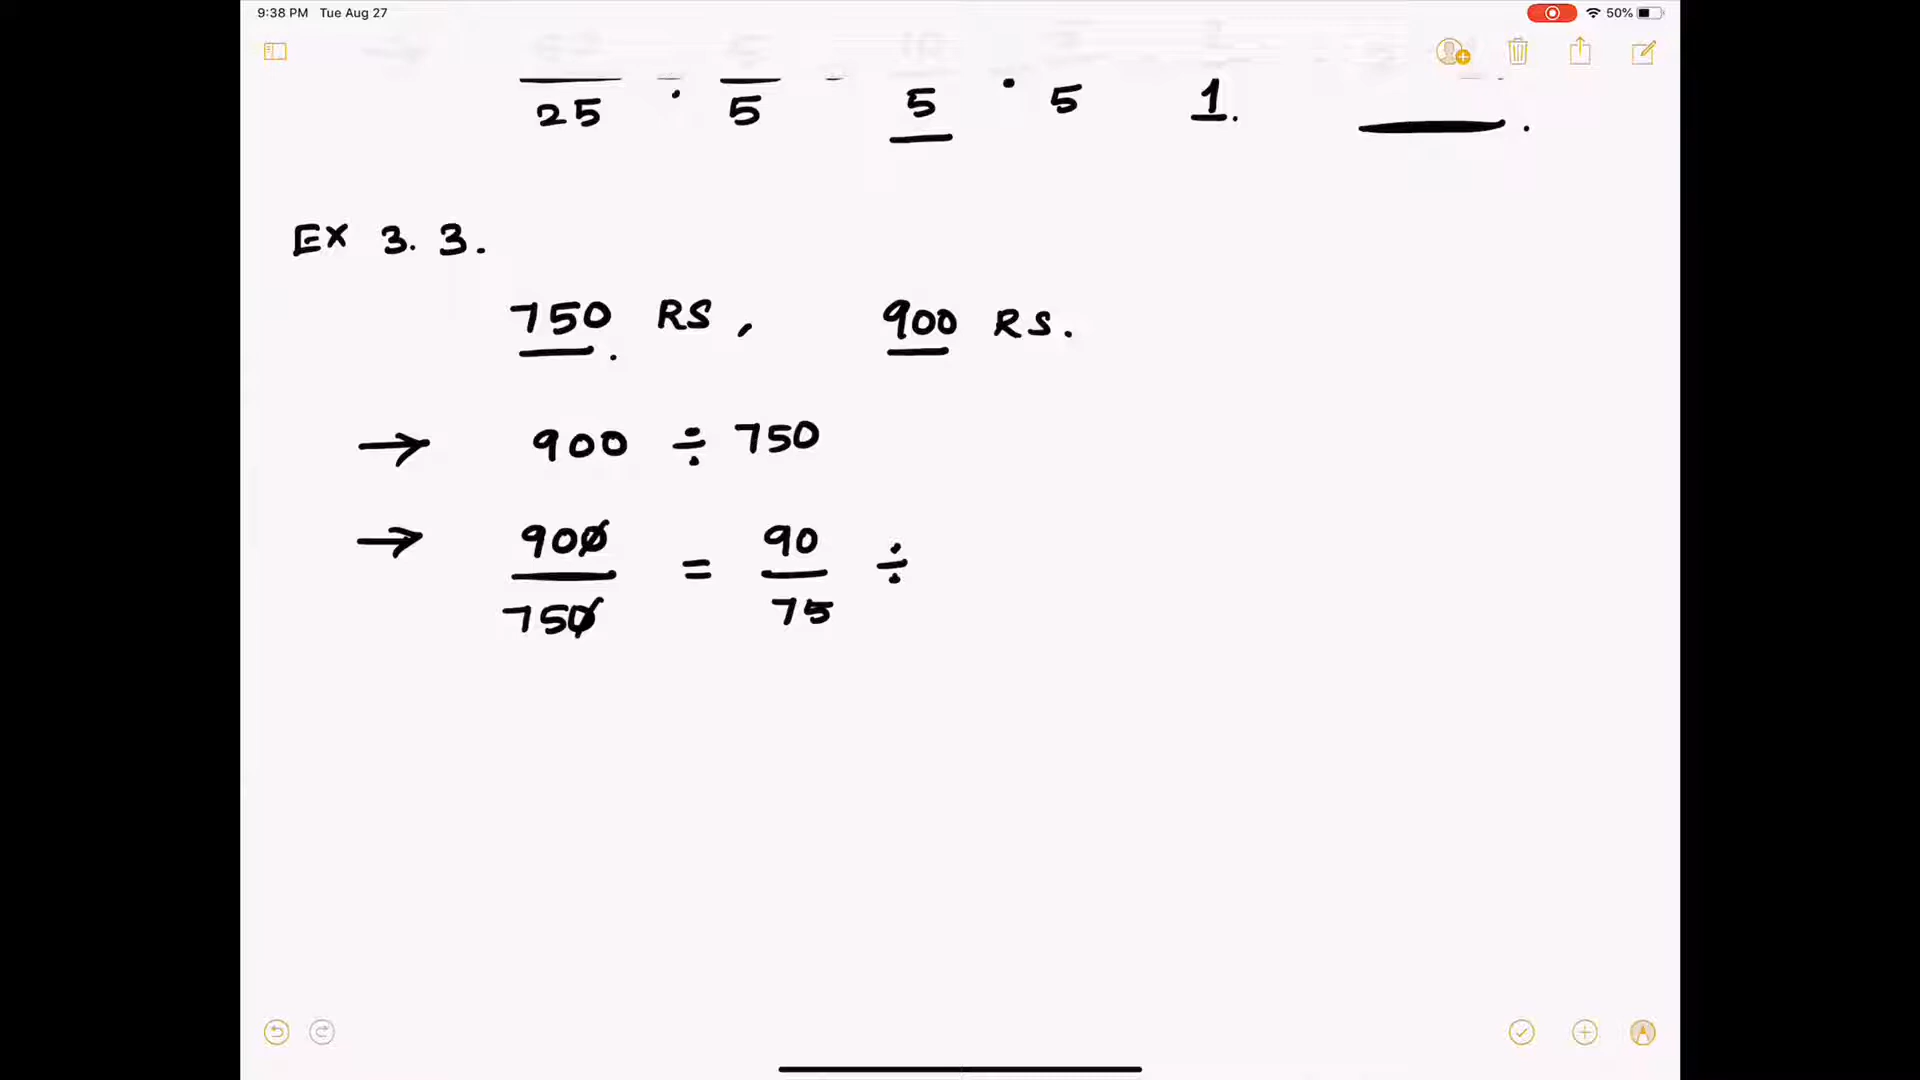 9:38 PM Tue Aug 27
50%
25 5 5 5 1.
EX 3. 3.
750 RS, 900 RS.
→ 900 ÷ 750
→ 900/750 = 90/75 ÷